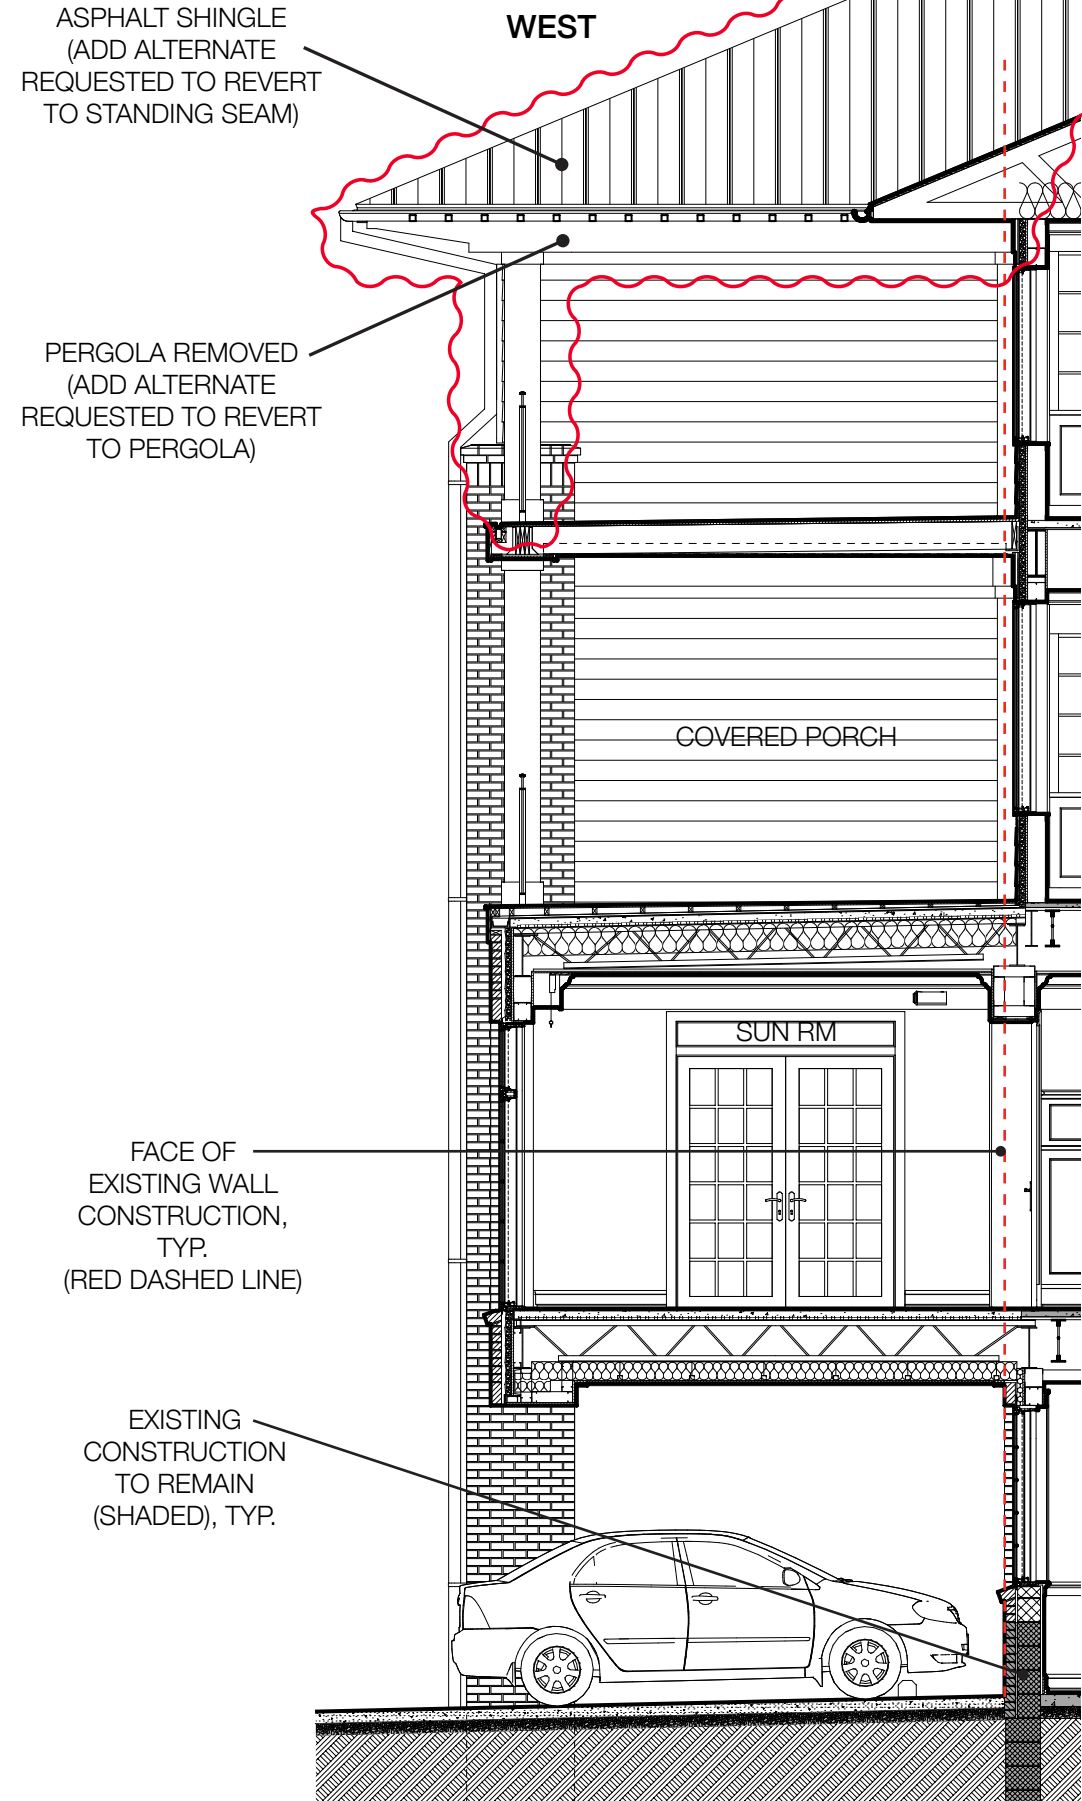 ASPHALT SHINGLE
(ADD ALTERNATE
REQUESTED TO REVERT
TO STANDING SEAM)
WEST
PERGOLA REMOVED
(ADD ALTERNATE
REQUESTED TO REVERT
TO PERGOLA)
COVERED PORCH
SUN RM
FACE OF
EXISTING WALL
CONSTRUCTION,
TYP.
(RED DASHED LINE)
EXISTING
CONSTRUCTION
TO REMAIN
(SHADED), TYP.